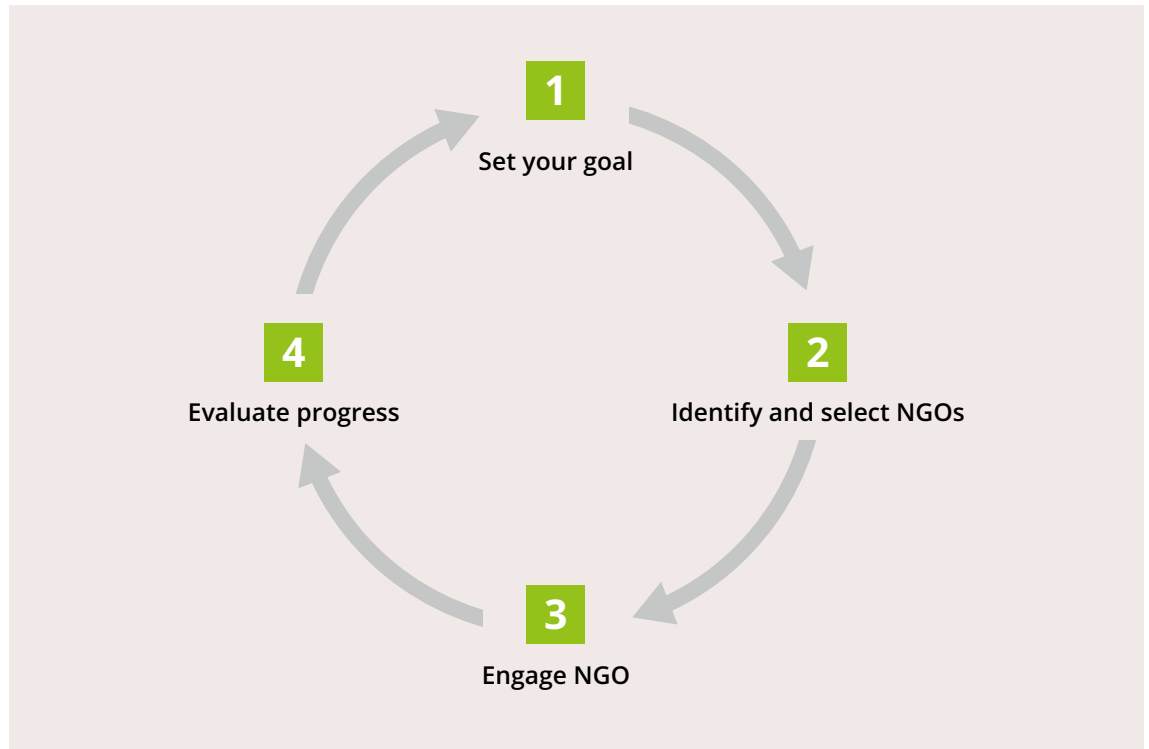 1
Set your goal
2
Identify and select NGOs
3
Engage NGO
4
Evaluate progress